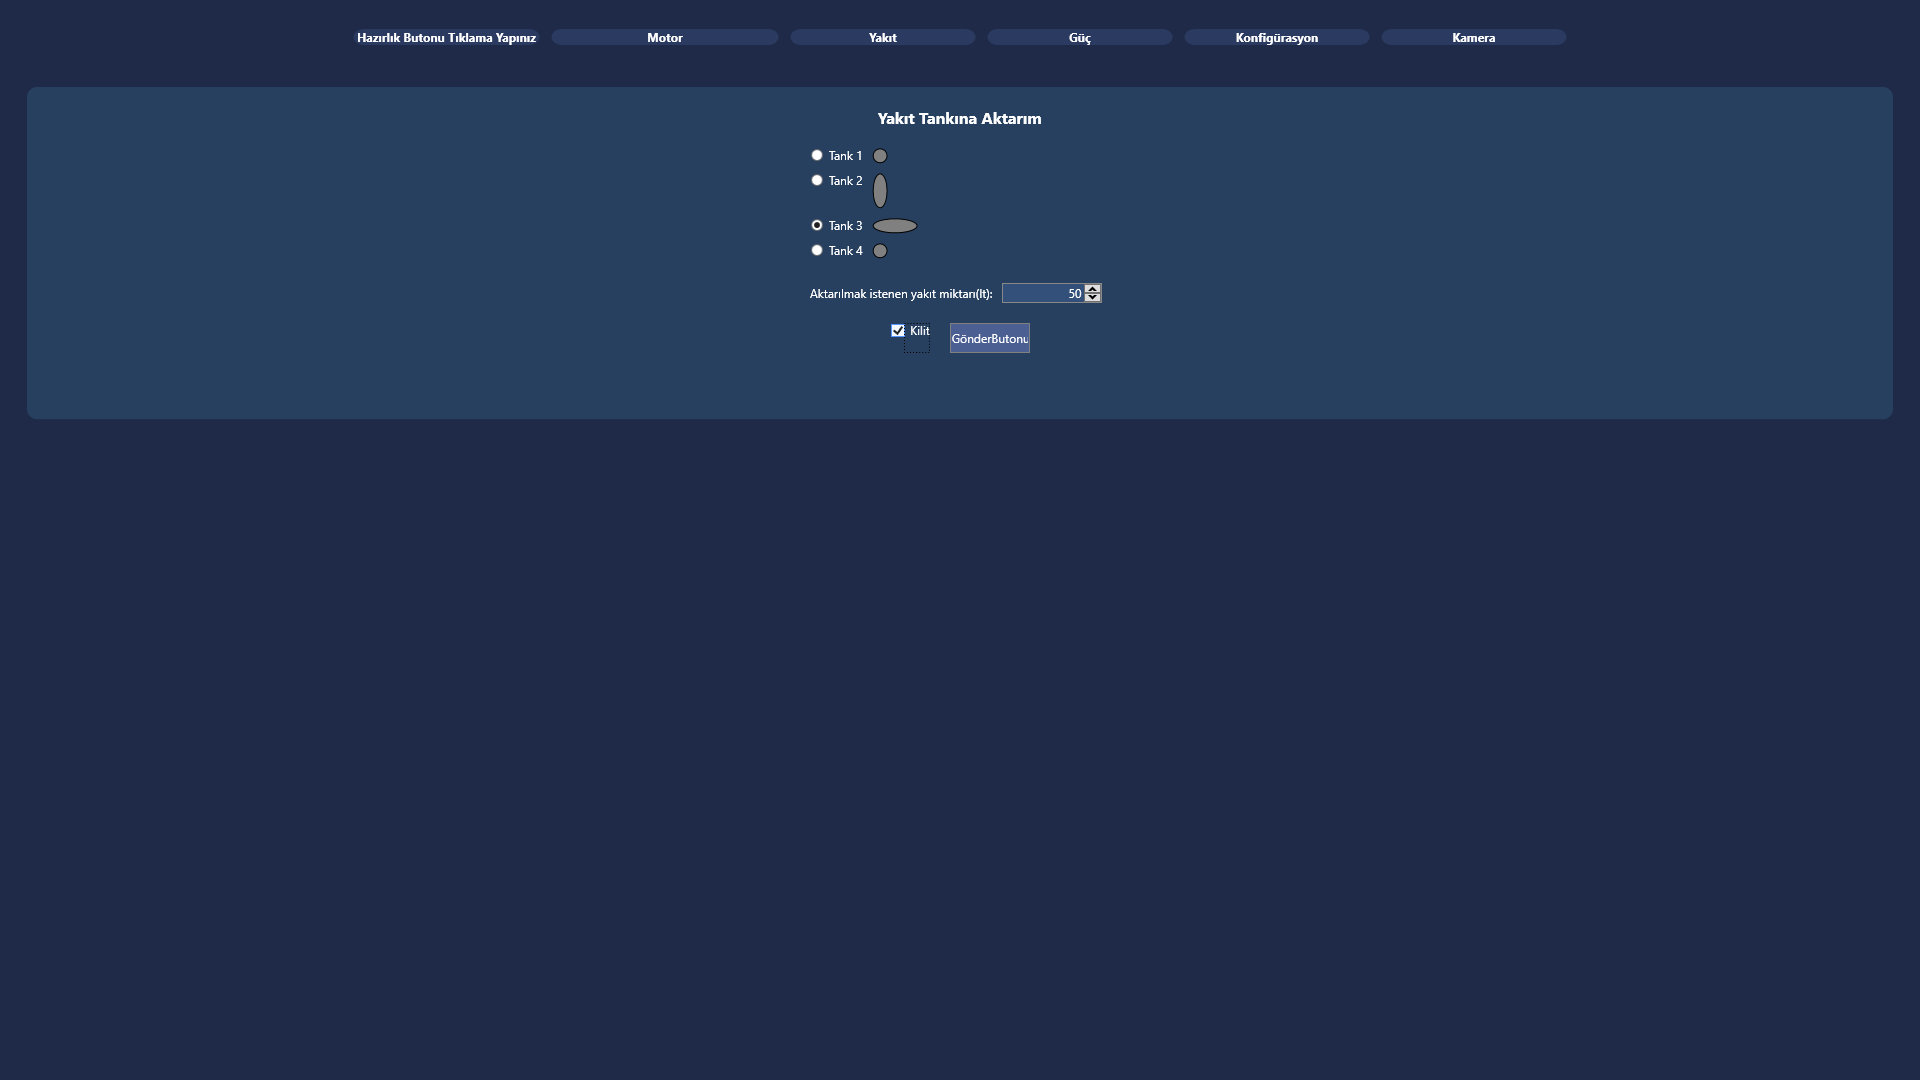 Hazırlık Butonu Tıklama Yapınız Motor Yakıt Güç Konfigürasyon Kamera
Yakıt Tankına Aktarım
Tank 1
Tank 2
Tank 3
Tank 4
Aktarılmak istenen yakıt miktarı(lt): 50
Kilit GönderButonu